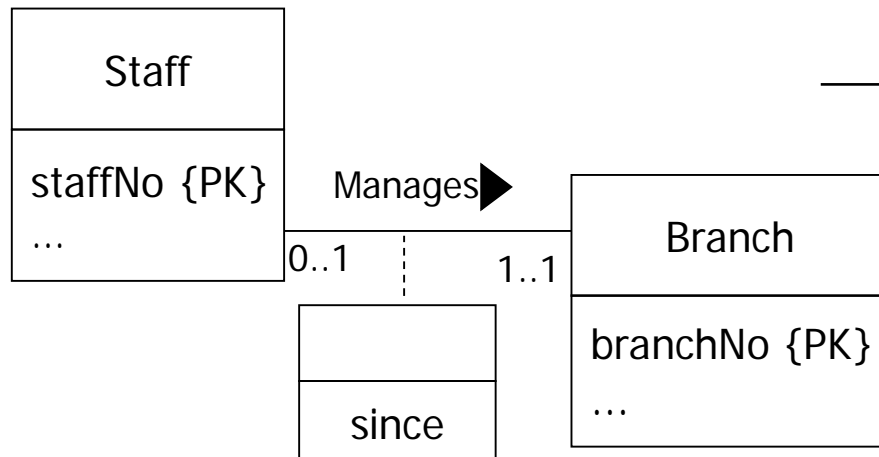 Staff
staffNo {PK}
...
Manages
0..1
1..1
Branch
branchNo {PK}
...
since